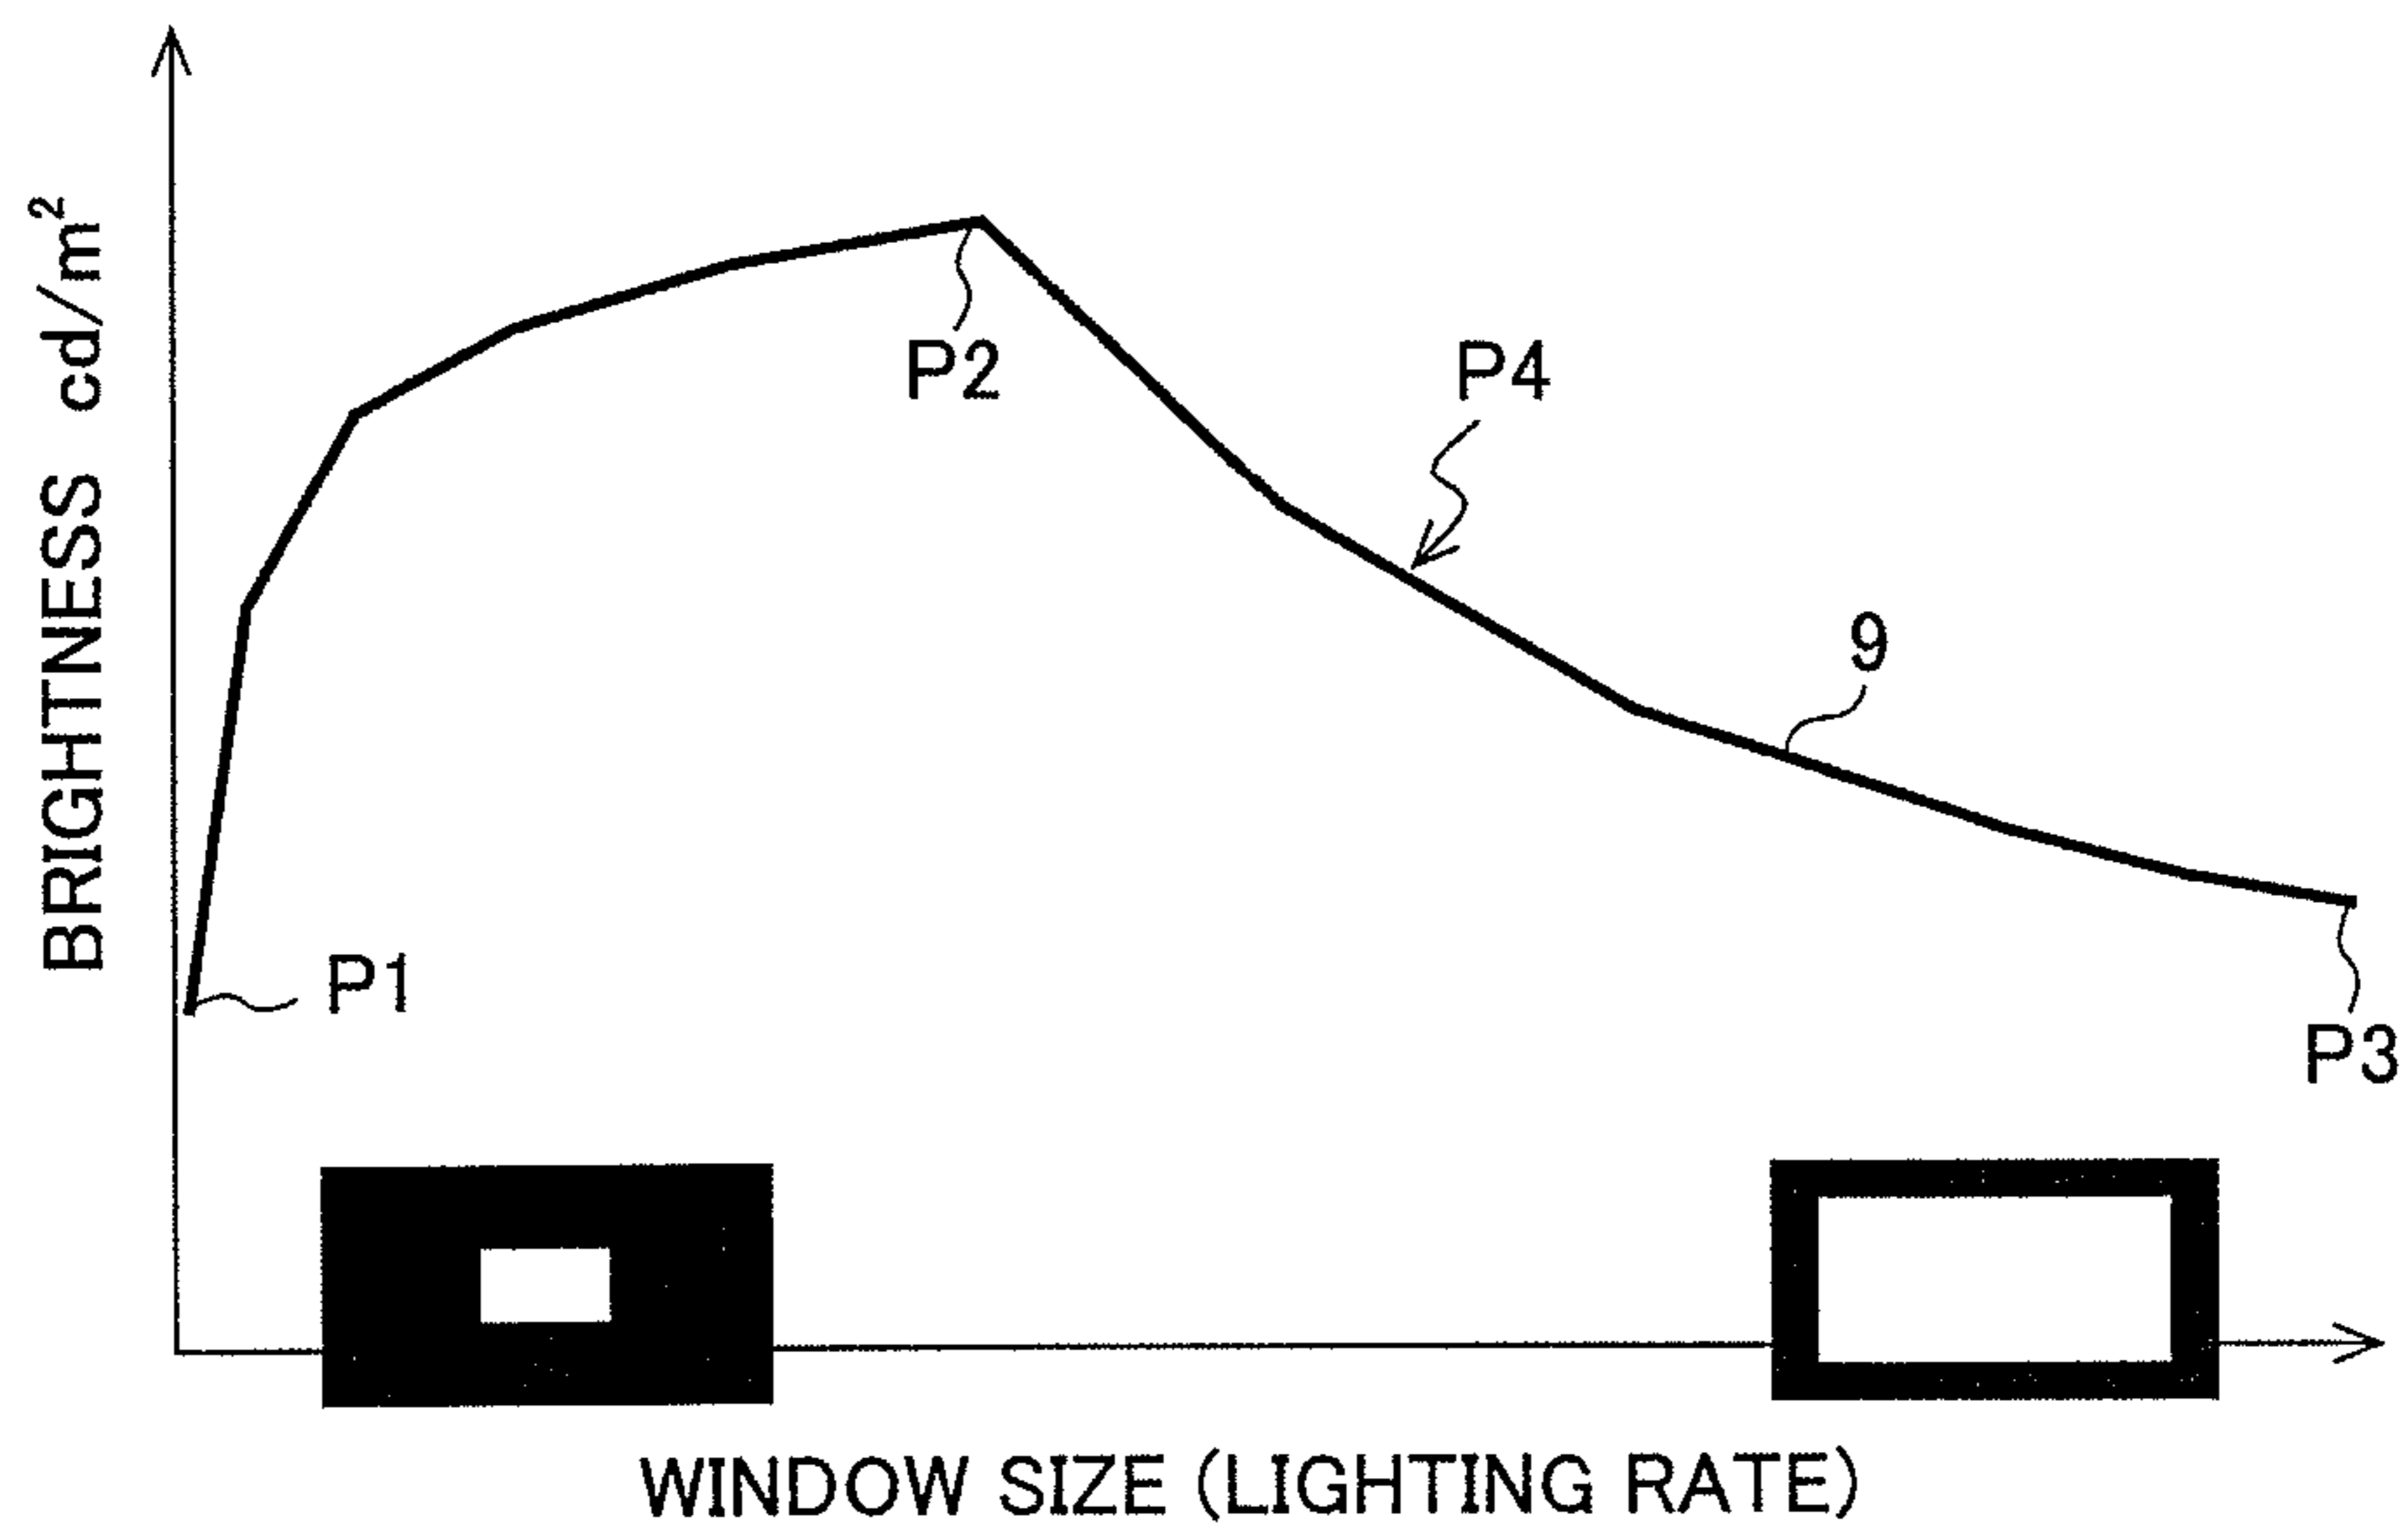 BRIGHTNESS cd/m²
P2
P4
9
P1
P3
WINDOW SIZE (LIGHTING RATE)